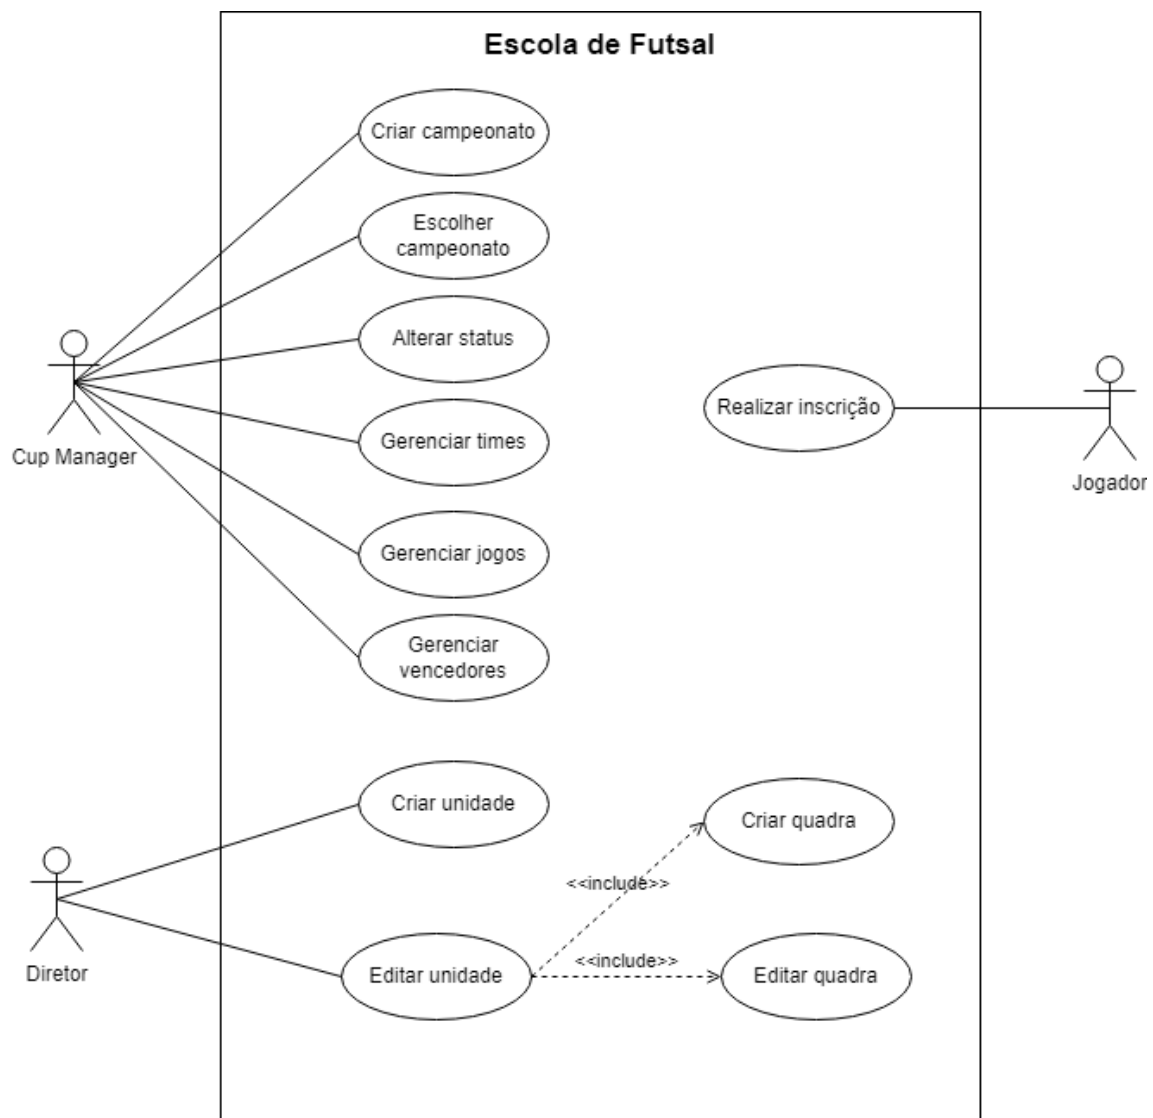 Escola de Futsal
Criar campeonato
Escolher
campeonato
Alterar status
Gerenciar times
Cup Manager
Realizar inscrição
Jogador
Gerenciar jogos
Gerenciar
vencedores
Criar unidade
Criar quadra
<<include>>
Diretor
Editar unidade
<<include>>
Editar quadra